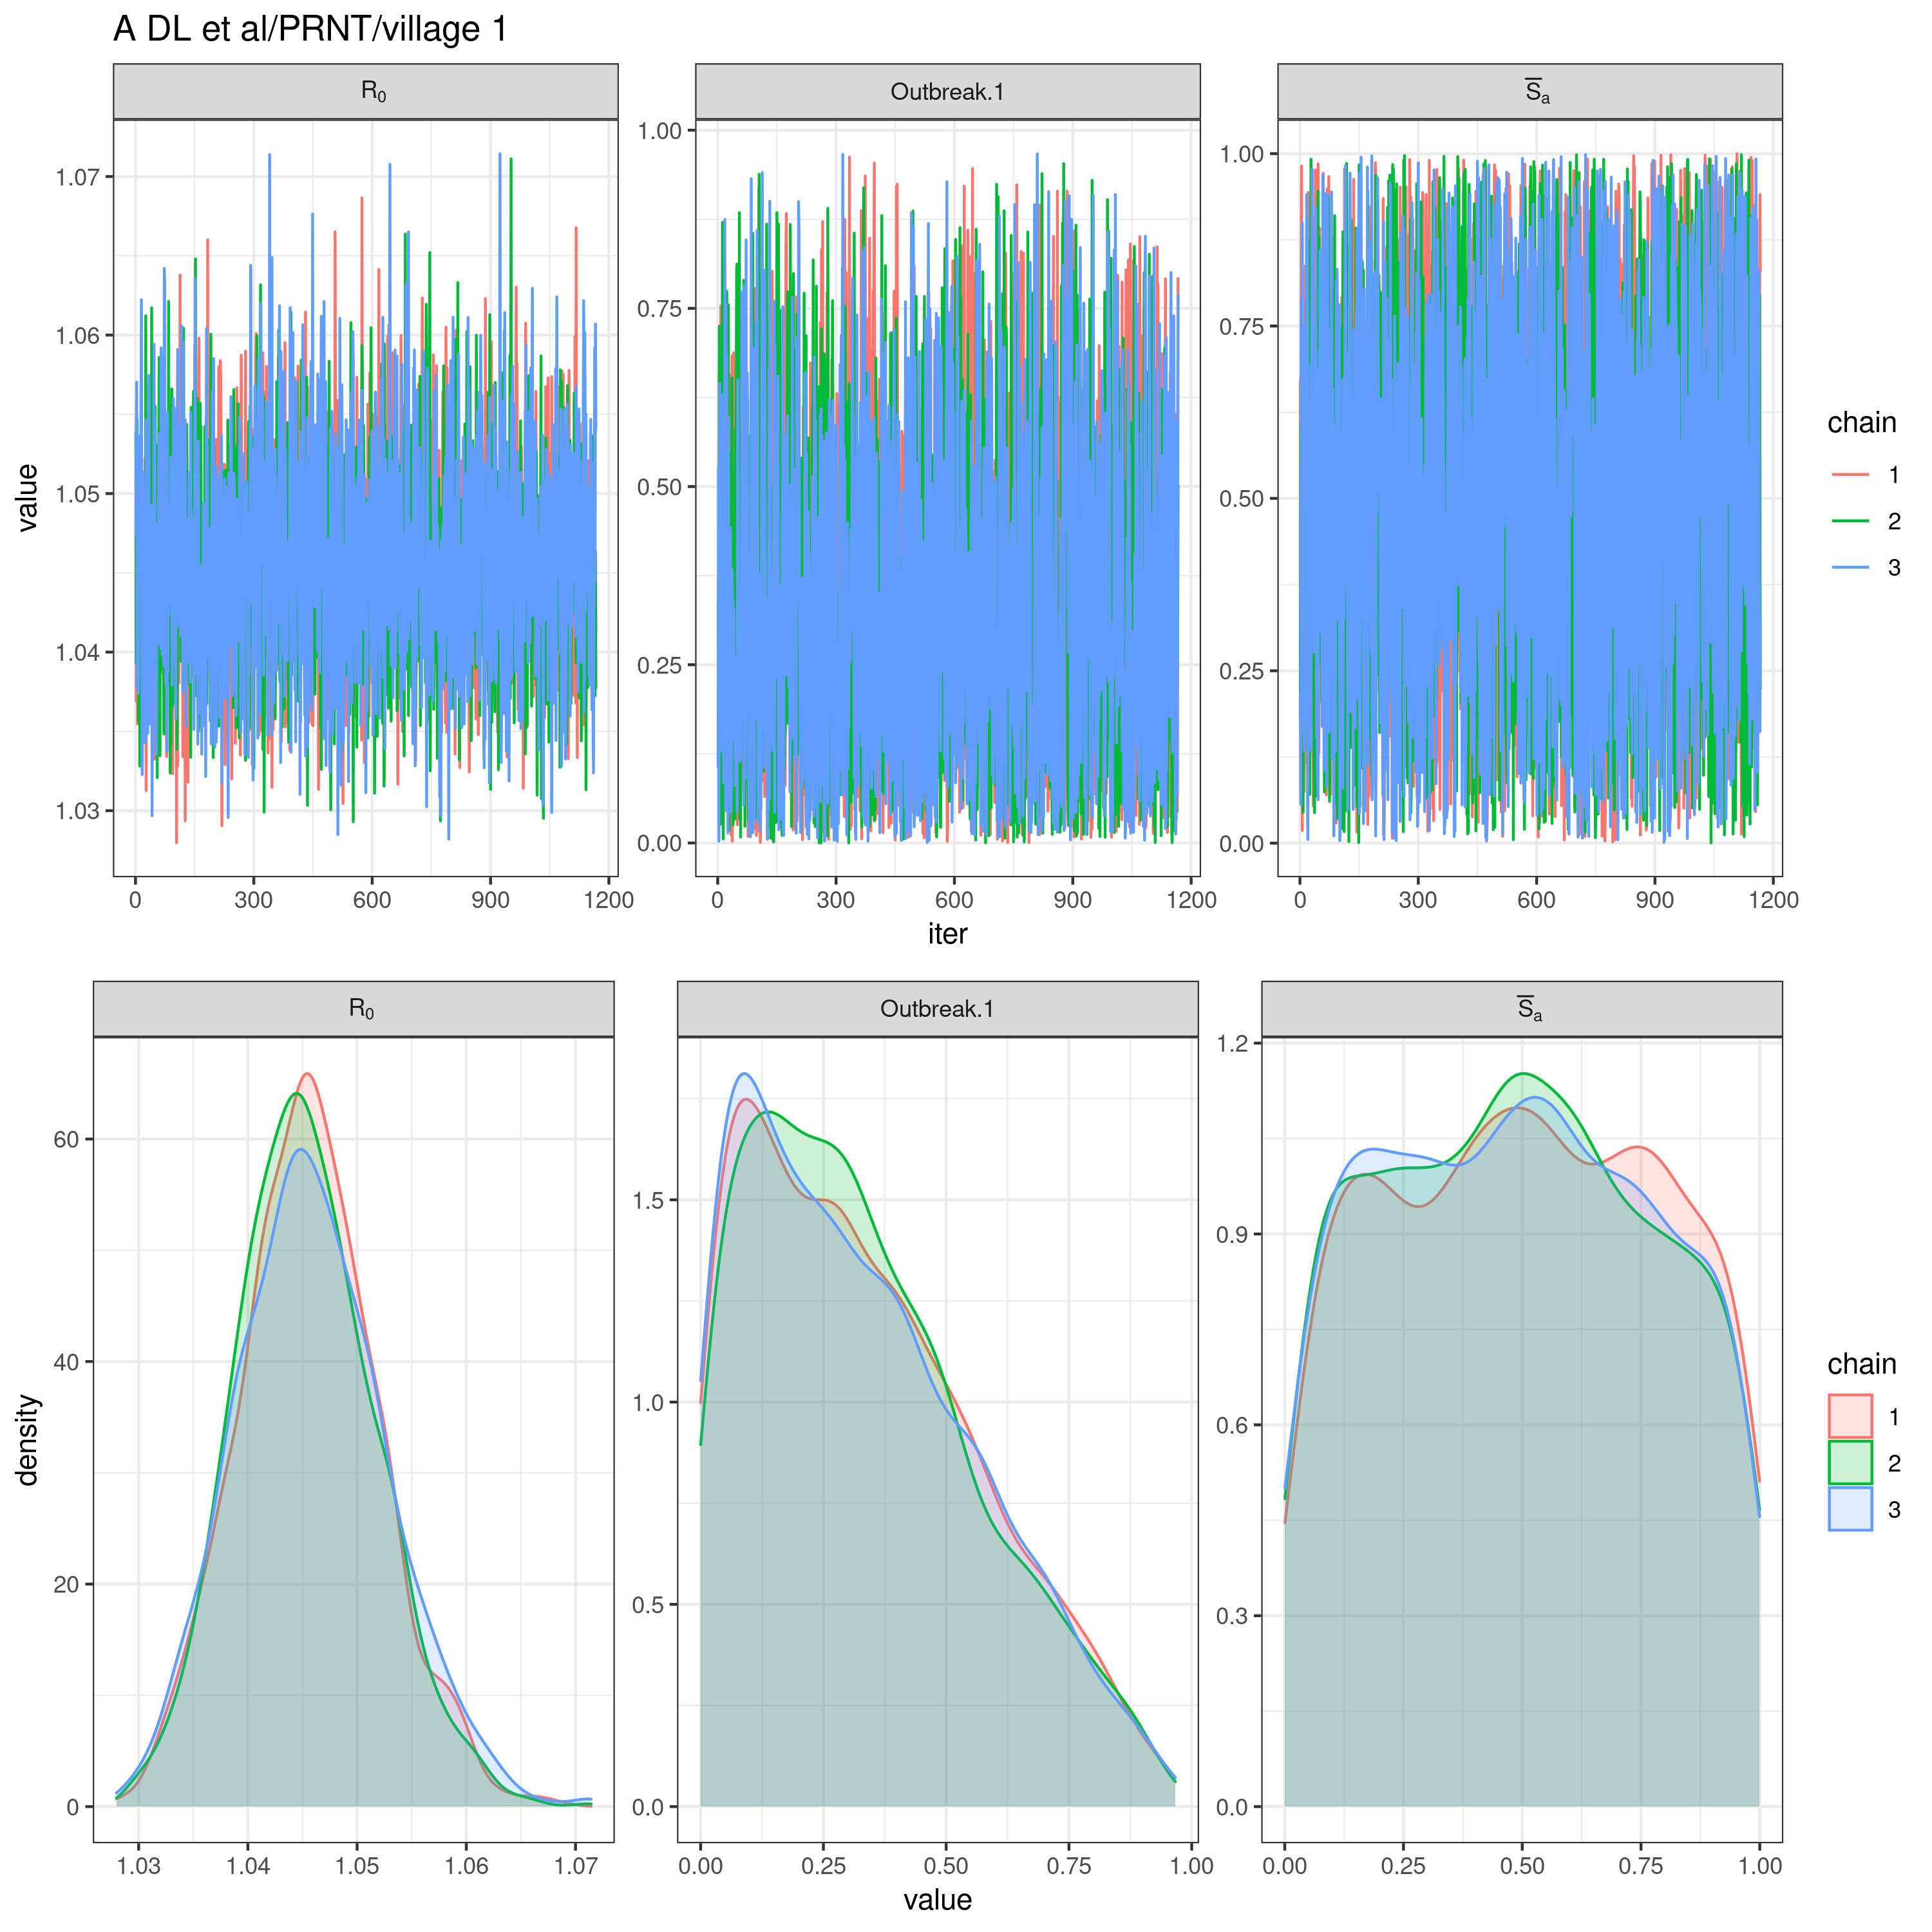 A DL et al/PRNT/village 1
R₀ Outbreak.1 S̅ₐ
value
1.07
1.06
1.05
1.04
1.03
1.00
0.75
0.50
0.25
0.00
1.00
0.75
0.50
0.25
0.00
0 300 600 900 1200
0 300 600 900 1200
0 300 600 900 1200
iter
chain
1
2
3
R₀ Outbreak.1 S̅ₐ
density
60
40
20
0
1.5
1.0
0.5
0.0
1.2
0.9
0.6
0.3
0.0
1.03 1.04 1.05 1.06 1.07
0.00 0.25 0.50 0.75 1.00
0.00 0.25 0.50 0.75 1.00
value
chain
1
2
3